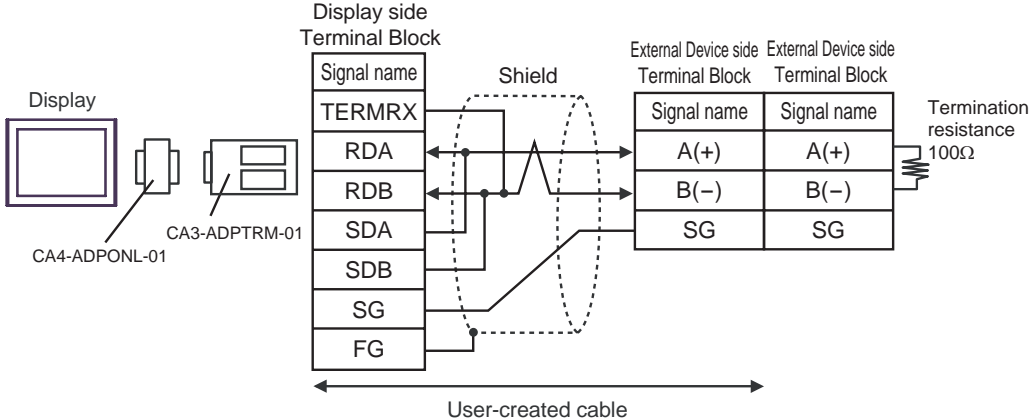 Display side
Terminal Block
External Device side External Device side
Terminal Block Terminal Block
Signal name
Shield
Display
TERMRX
Signal name Signal name
Termination
resistance
100Ω
RDA
A(+) A(+)
RDB
B(−) B(−)
SDA
SG SG
CA3-ADPTRM-01
CA4-ADPONL-01
SDB
SG
FG
User-created cable